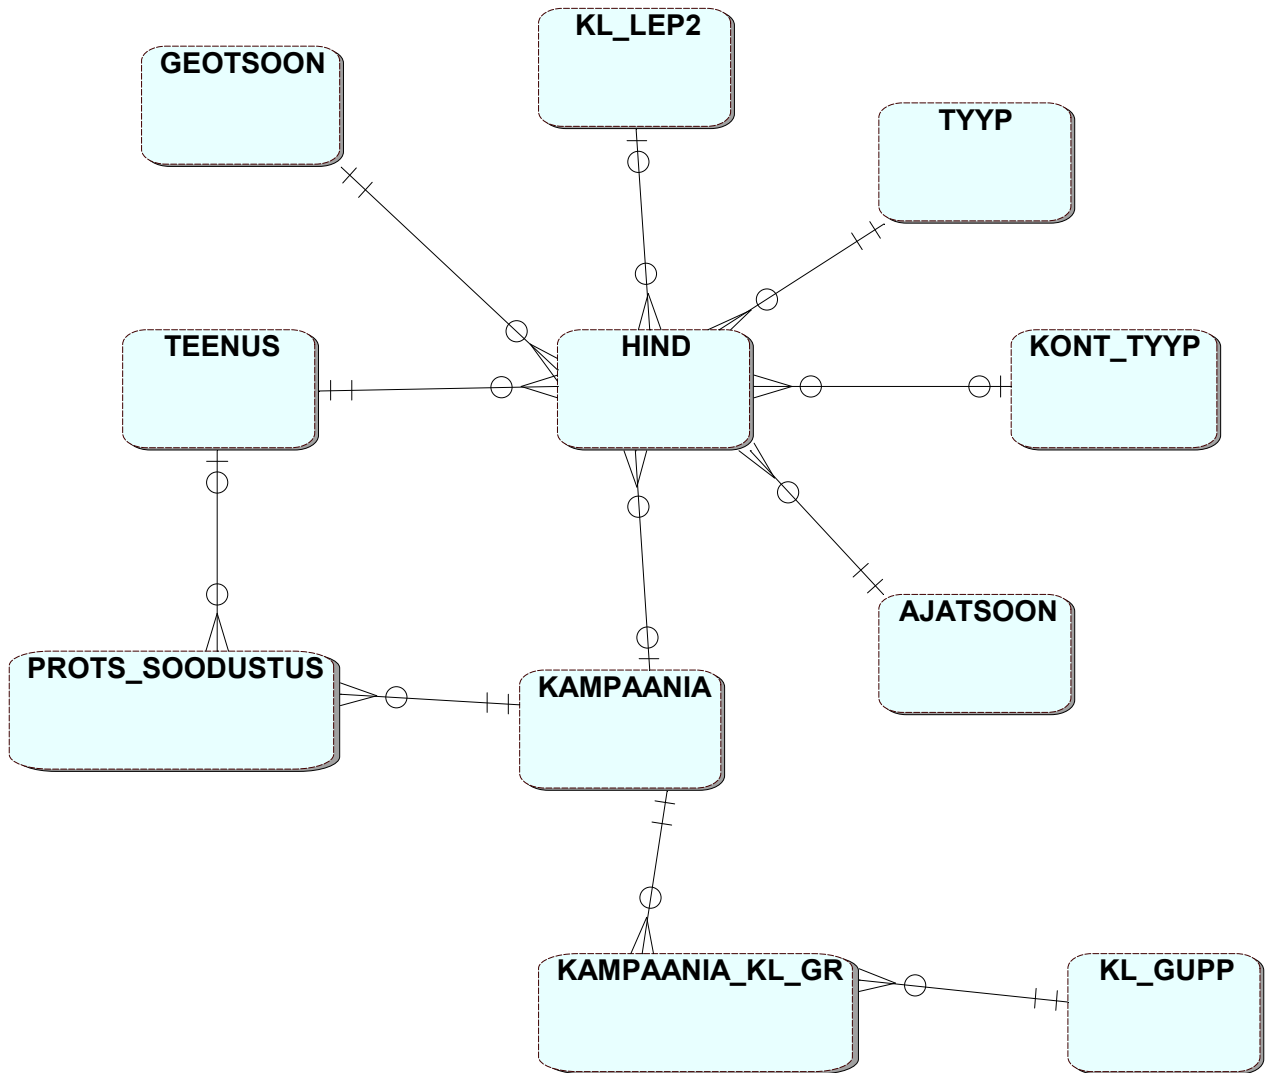 KL_LEP2
GEOTSOON
TYYP
TEENUS
HIND
KONT_TYYP
AJATSOON
PROTS_SOODUSTUS
KAMPAANIA
KAMPAANIA_KL_GR
KL_GUPP